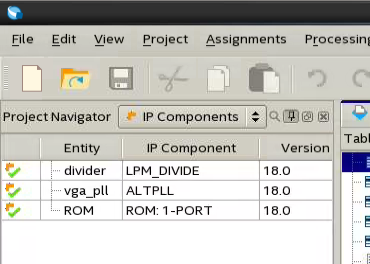 File Edit View Project Assignments Processing
Project Navigator IP Components
Entity IP Component Version
divider LPM_DIVIDE 18.0
vga_pll ALTPLL 18.0
ROM ROM: 1-PORT 18.0